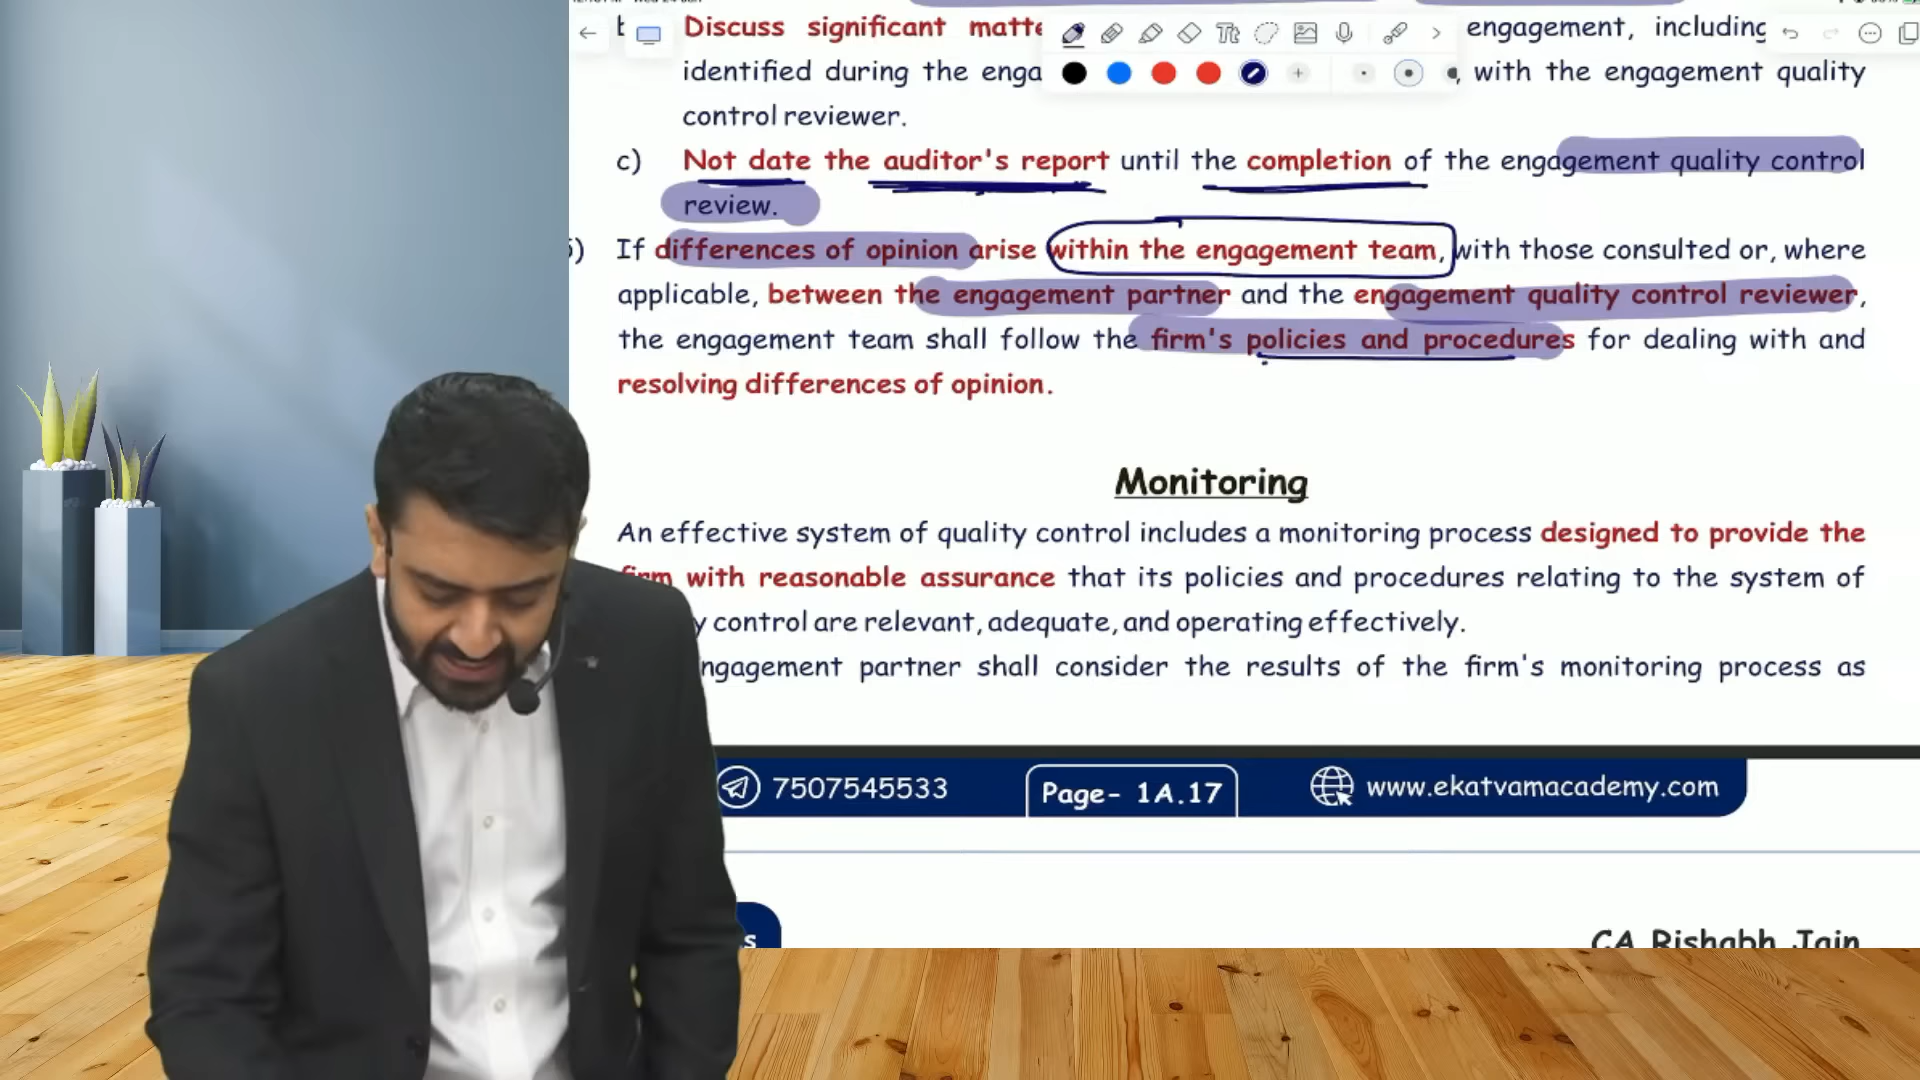 Discuss significant matte engagement, including
identified during the enga , with the engagement quality
control reviewer.
c) Not date the auditor's report until the completion of the engagement quality control
review.
If differences of opinion arise within the engagement team, with those consulted or, where
applicable, between the engagement partner and the engagement quality control reviewer,
the engagement team shall follow the firm's policies and procedures for dealing with and
resolving differences of opinion.
Monitoring
An effective system of quality control includes a monitoring process designed to provide the
firm with reasonable assurance that its policies and procedures relating to the system of
y control are relevant, adequate, and operating effectively.
ngagement partner shall consider the results of the firm's monitoring process as
7507545533 Page- 1A.17 www.ekatvamacademy.com
s CA Rishabh Jain